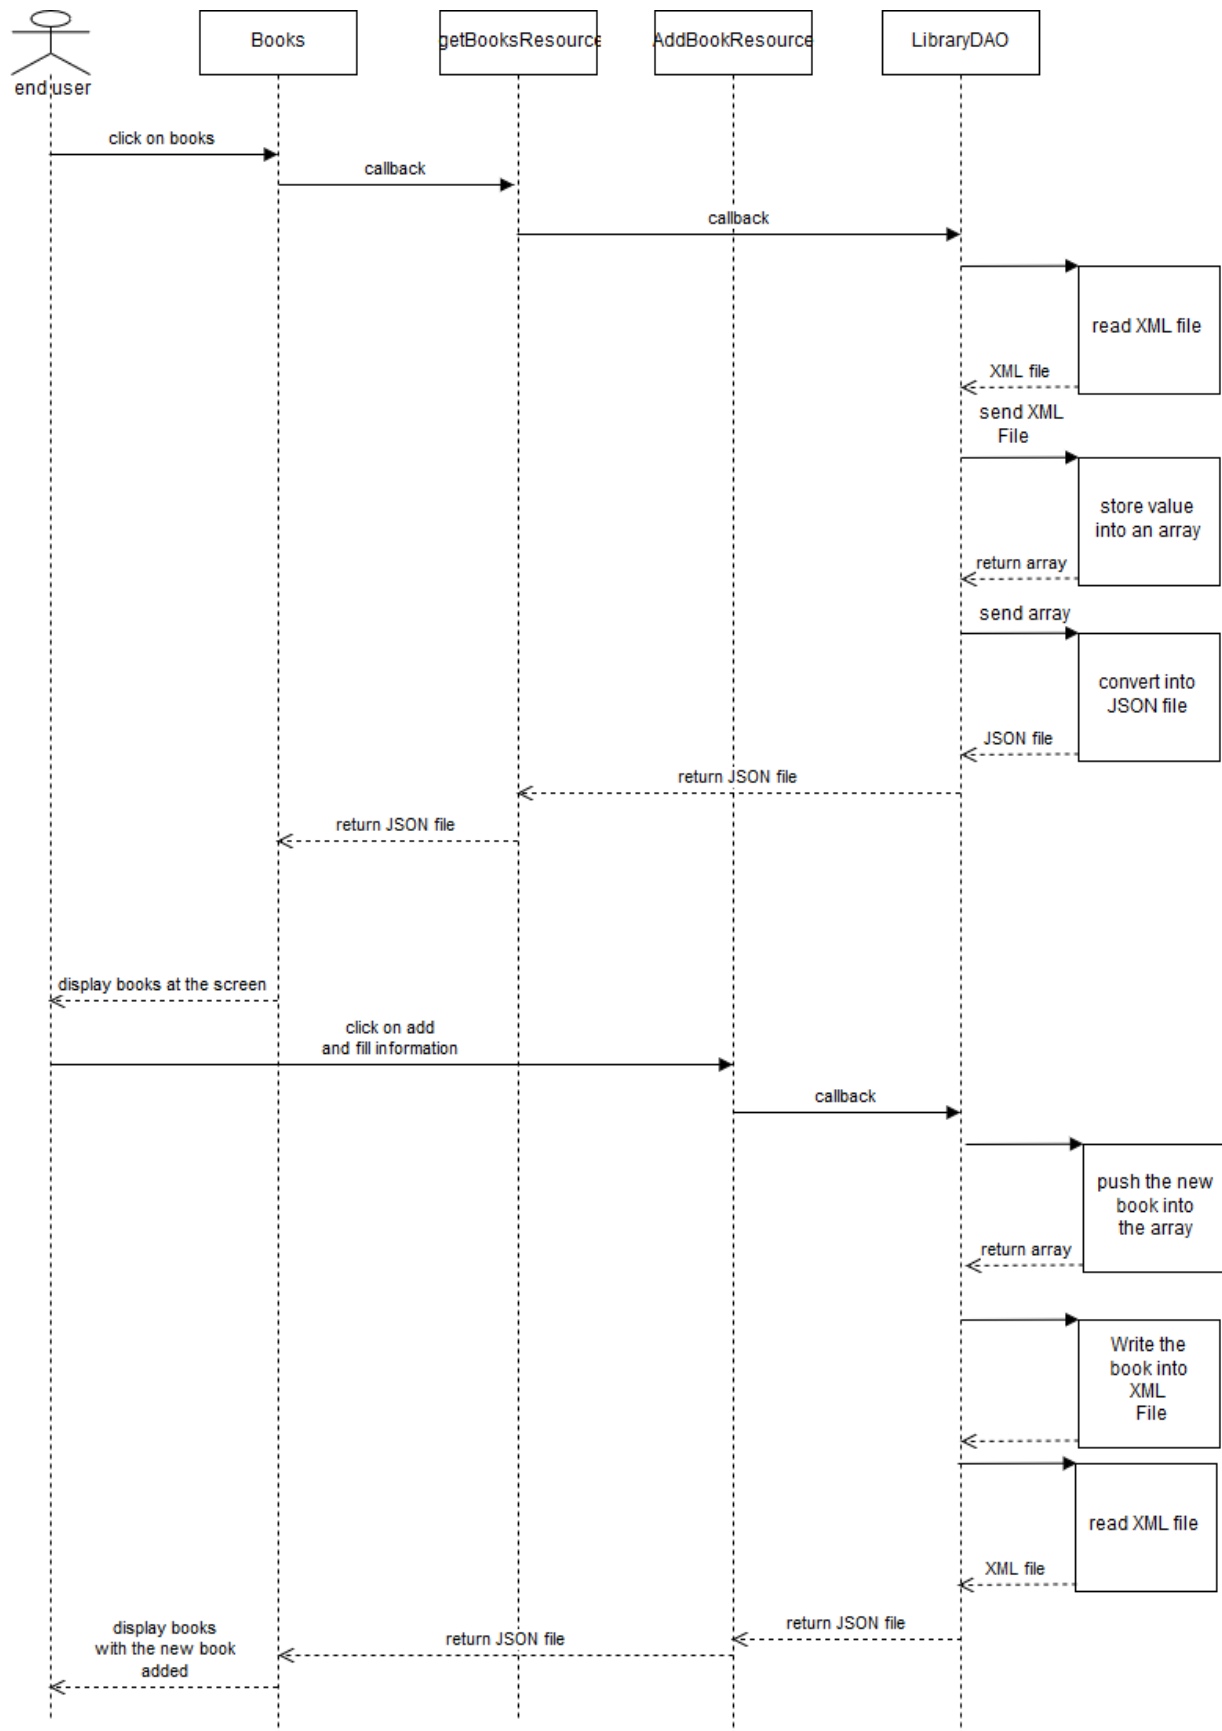 end user
Books
getBooksResource
AddBookResource
LibraryDAO
click on books
callback
callback
read XML file
XML file
send XML
File
store value
into an array
return array
send array
convert into
JSON file
JSON file
return JSON file
return JSON file
display books at the screen
click on add
and fill information
callback
push the new
book into
the array
return array
Write the
book into
XML
File
read XML file
XML file
return JSON file
return JSON file
display books
with the new book
added